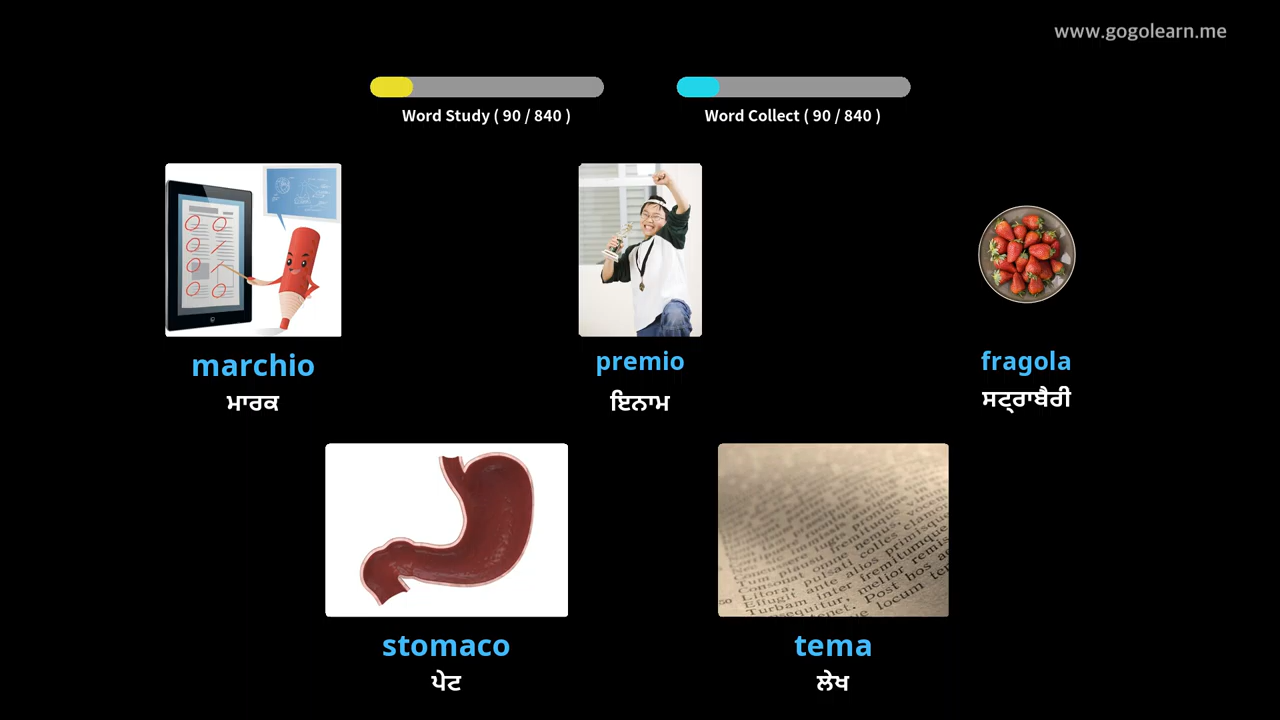 www.gogolearn.me
Word Study ( 90 / 840 )
Word Collect ( 90 / 840 )
marchio
ਮਾਰਕ
premio
ਇਨਾਮ
fragola
ਸਟ੍ਰਾਬੈਰੀ
stomaco
ਪੇਟ
tema
ਲੇਖ